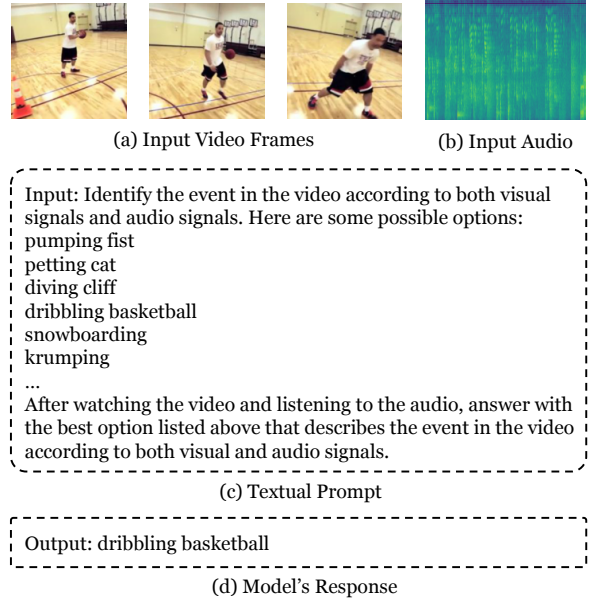 (a) Input Video Frames
(b) Input Audio
Input: Identify the event in the video according to both visual
signals and audio signals. Here are some possible options:
pumping fist
petting cat
diving cliff
dribbling basketball
snowboarding
krumping
...
After watching the video and listening to the audio, answer with
the best option listed above that describes the event in the video
according to both visual and audio signals.
(c) Textual Prompt
Output: dribbling basketball
(d) Model's Response